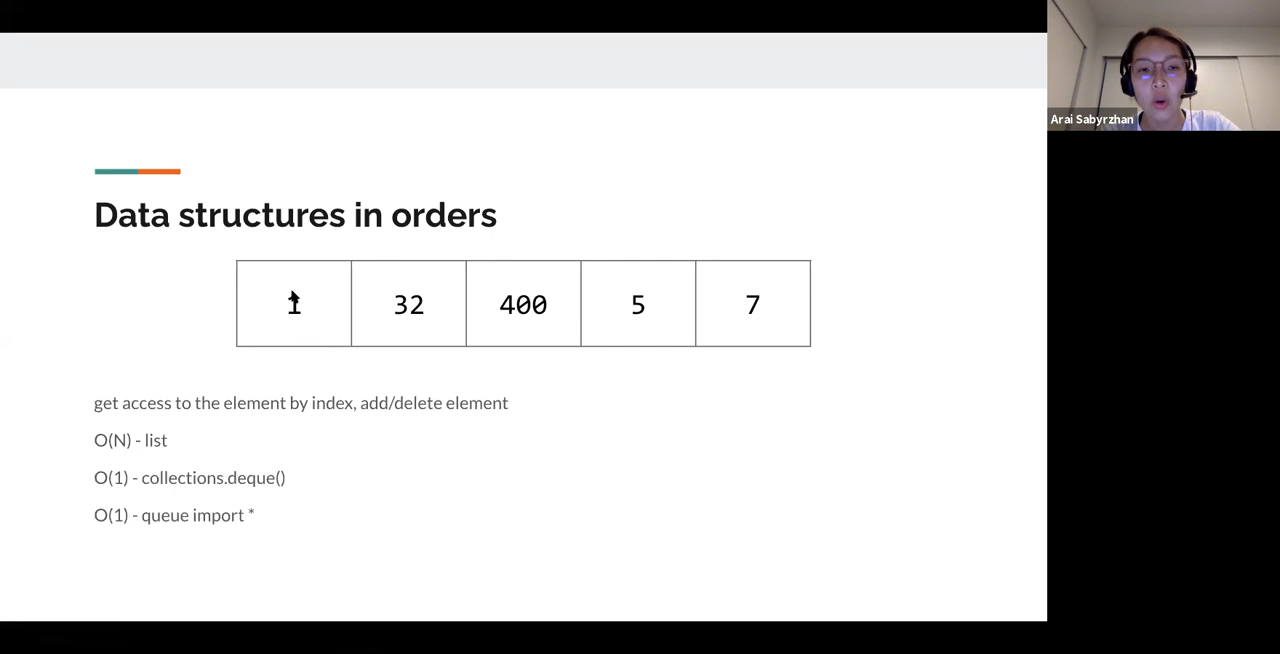 Arai Sabyrzhan
Data structures in orders
1 32 400 5 7
get access to the element by index, add/delete element
O(N) - list
O(1) - collections.deque()
O(1) - queue import *